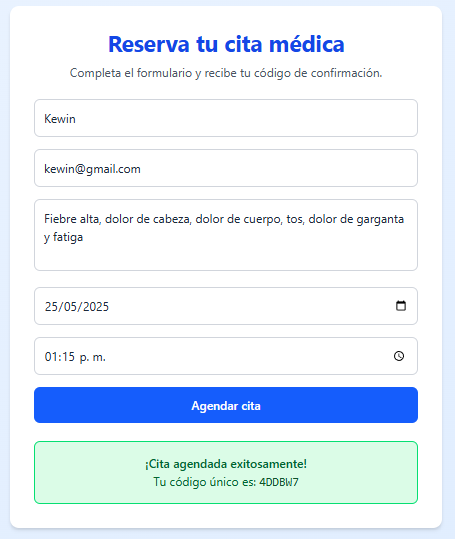 Reserva tu cita médica
Completa el formulario y recibe tu código de confirmación.
Kewin
kewin@gmail.com
Fiebre alta, dolor de cabeza, dolor de cuerpo, tos, dolor de garganta
y fatiga
25/05/2025
01:15 p. m.
Agendar cita
¡Cita agendada exitosamente!
Tu código único es: 4DDBW7